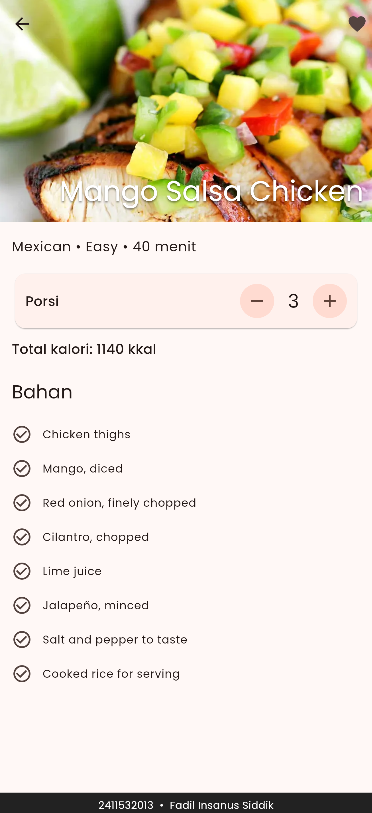 Mango Salsa Chicken
Mexican • Easy • 40 menit
Porsi
3
Total kalori: 1140 kkal
Bahan
Chicken thighs
Mango, diced
Red onion, finely chopped
Cilantro, chopped
Lime juice
Jalapeño, minced
Salt and pepper to taste
Cooked rice for serving
2411532013 • Fadil Insanus Siddik